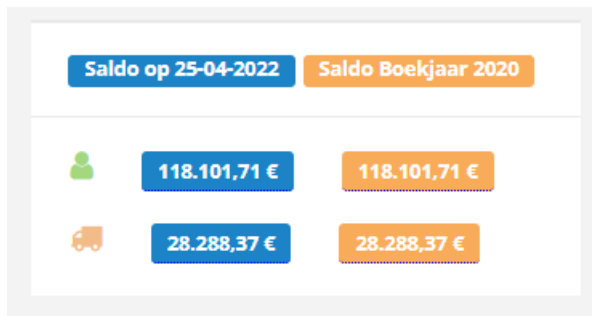 Saldo op 25-04-2022 Saldo Boekjaar 2020
118.101,71 € 118.101,71 €
28.288,37 € 28.288,37 €